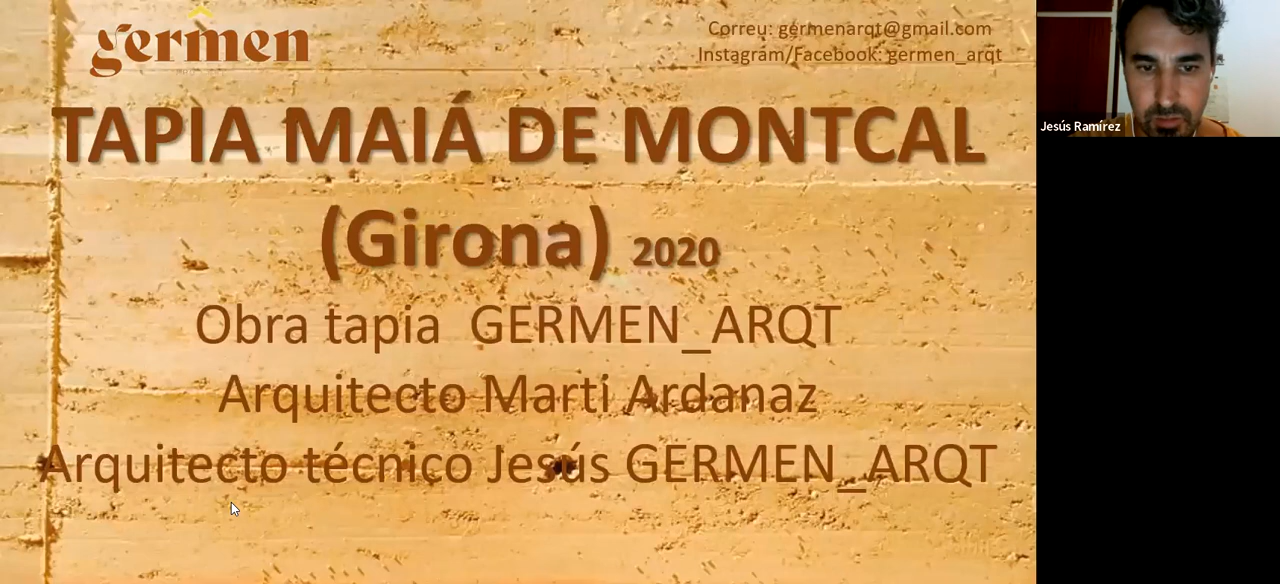 germen
Correu: germenarqt@gmail.com
Instagram/Facebook: germen_arqt
TAPIA MAIÁ DE MONTCAL
(Girona) 2020
Obra tapia GERMEN_ARQT
Arquitecto Marti Ardanaz
Arquitecto técnico Jesús GERMEN_ARQT
Jesús Ramírez